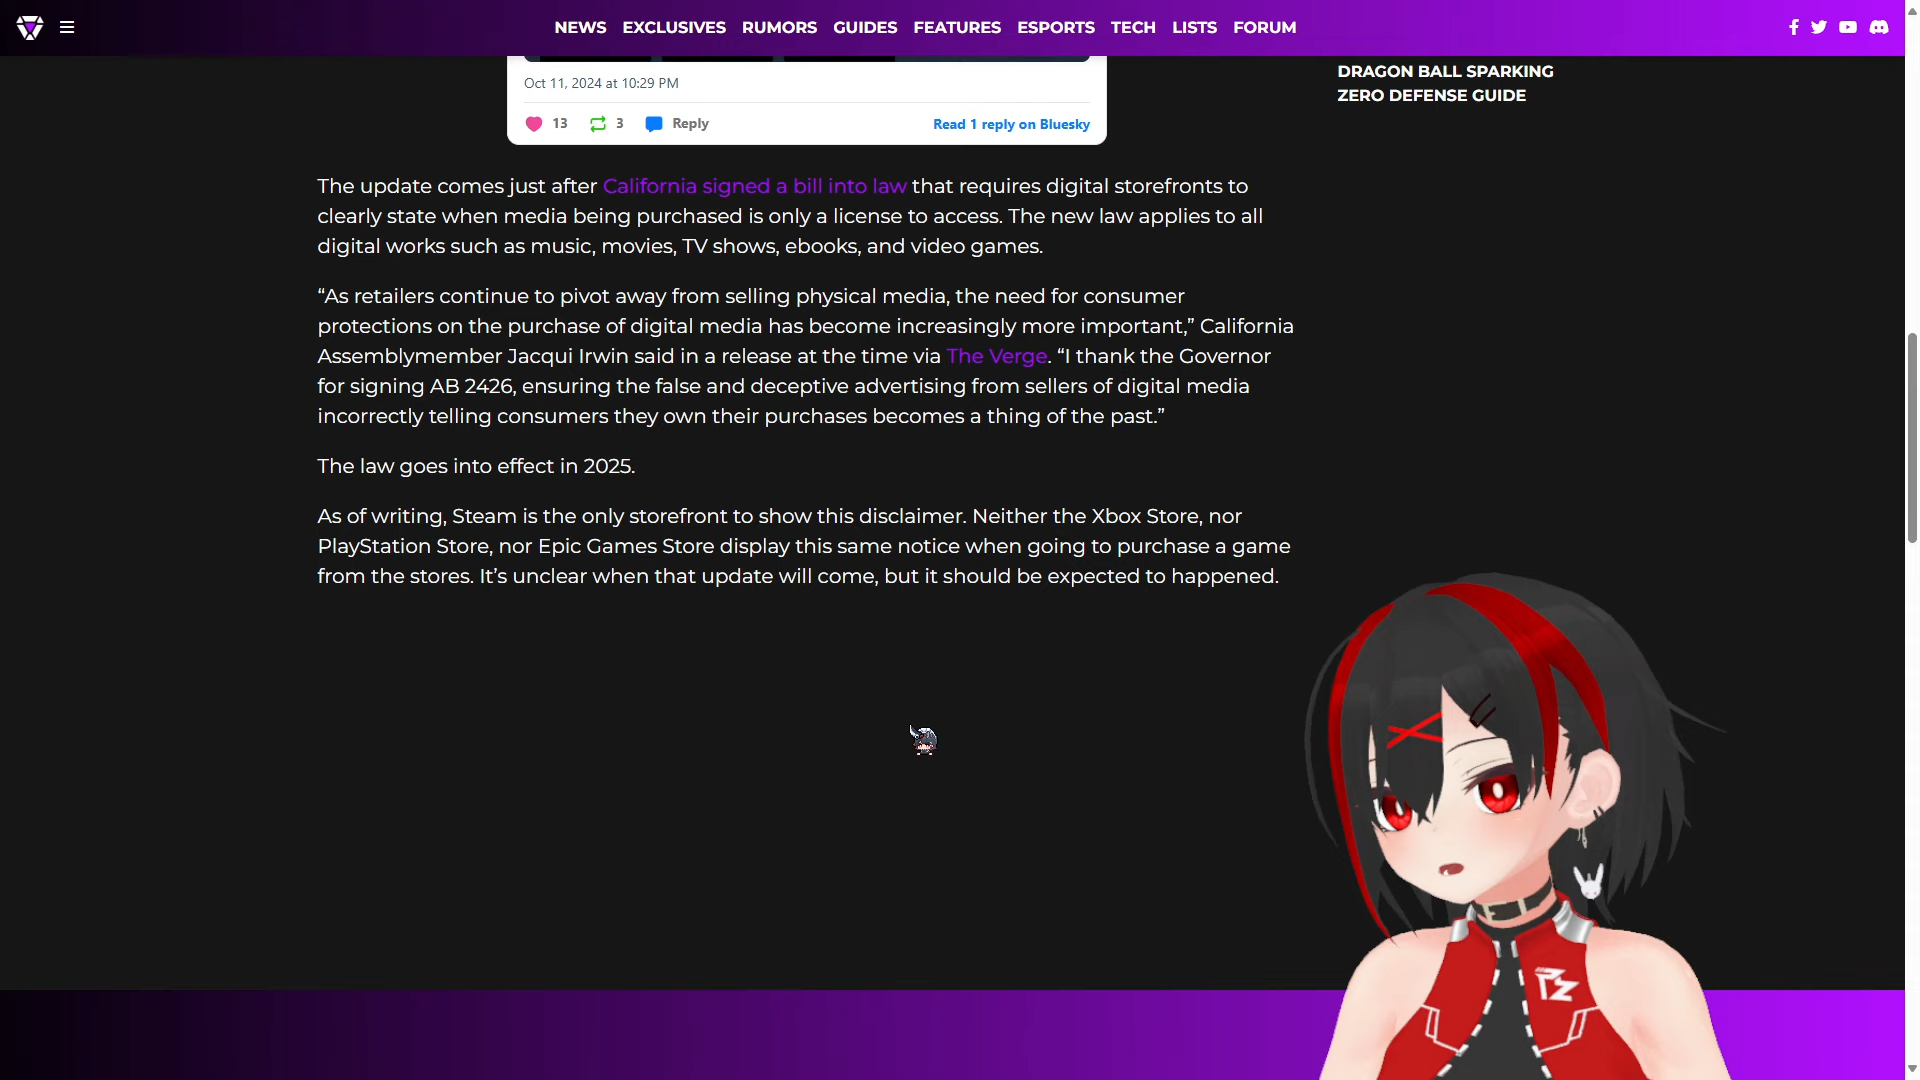 NEWS EXCLUSIVES RUMORS GUIDES FEATURES ESPORTS TECH LISTS FORUM
DRAGON BALL SPARKING
ZERO DEFENSE GUIDE
Oct 11, 2024 at 10:29 PM
13 3 Reply Read 1 reply on Bluesky
The update comes just after California signed a bill into law that requires digital storefronts to
clearly state when media being purchased is only a license to access. The new law applies to all
digital works such as music, movies, TV shows, ebooks, and video games.
“As retailers continue to pivot away from selling physical media, the need for consumer
protections on the purchase of digital media has become increasingly more important,” California
Assemblymember Jacqui Irwin said in a release at the time via The Verge. “I thank the Governor
for signing AB 2426, ensuring the false and deceptive advertising from sellers of digital media
incorrectly telling consumers they own their purchases becomes a thing of the past.”
The law goes into effect in 2025.
As of writing, Steam is the only storefront to show this disclaimer. Neither the Xbox Store, nor
PlayStation Store, nor Epic Games Store display this same notice when going to purchase a game
from the stores. It’s unclear when that update will come, but it should be expected to happened.